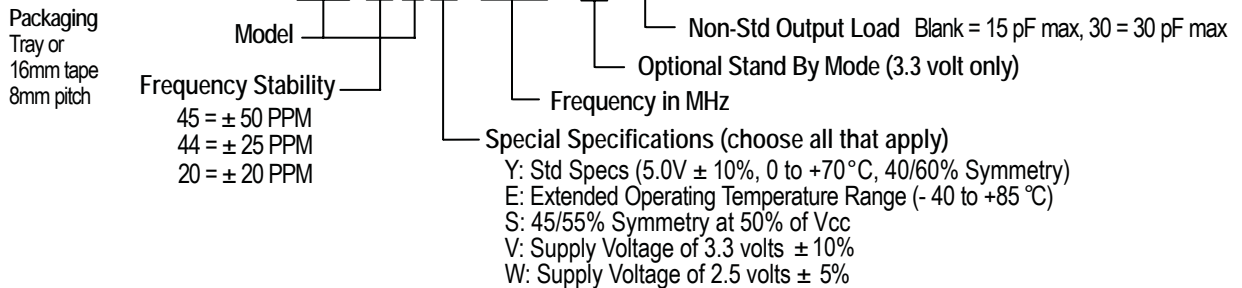 Packaging
Tray or
16mm tape
8mm pitch
Model
Frequency Stability
45 = ± 50 PPM
44 = ± 25 PPM
20 = ± 20 PPM
Non-Std Output Load Blank = 15 pF max, 30 = 30 pF max
Optional Stand By Mode (3.3 volt only)
Frequency in MHz
Special Specifications (choose all that apply)
Y: Std Specs (5.0V ± 10%, 0 to +70°C, 40/60% Symmetry)
E: Extended Operating Temperature Range (- 40 to +85 °C)
S: 45/55% Symmetry at 50% of Vcc
V: Supply Voltage of 3.3 volts ± 10%
W: Supply Voltage of 2.5 volts ± 5%